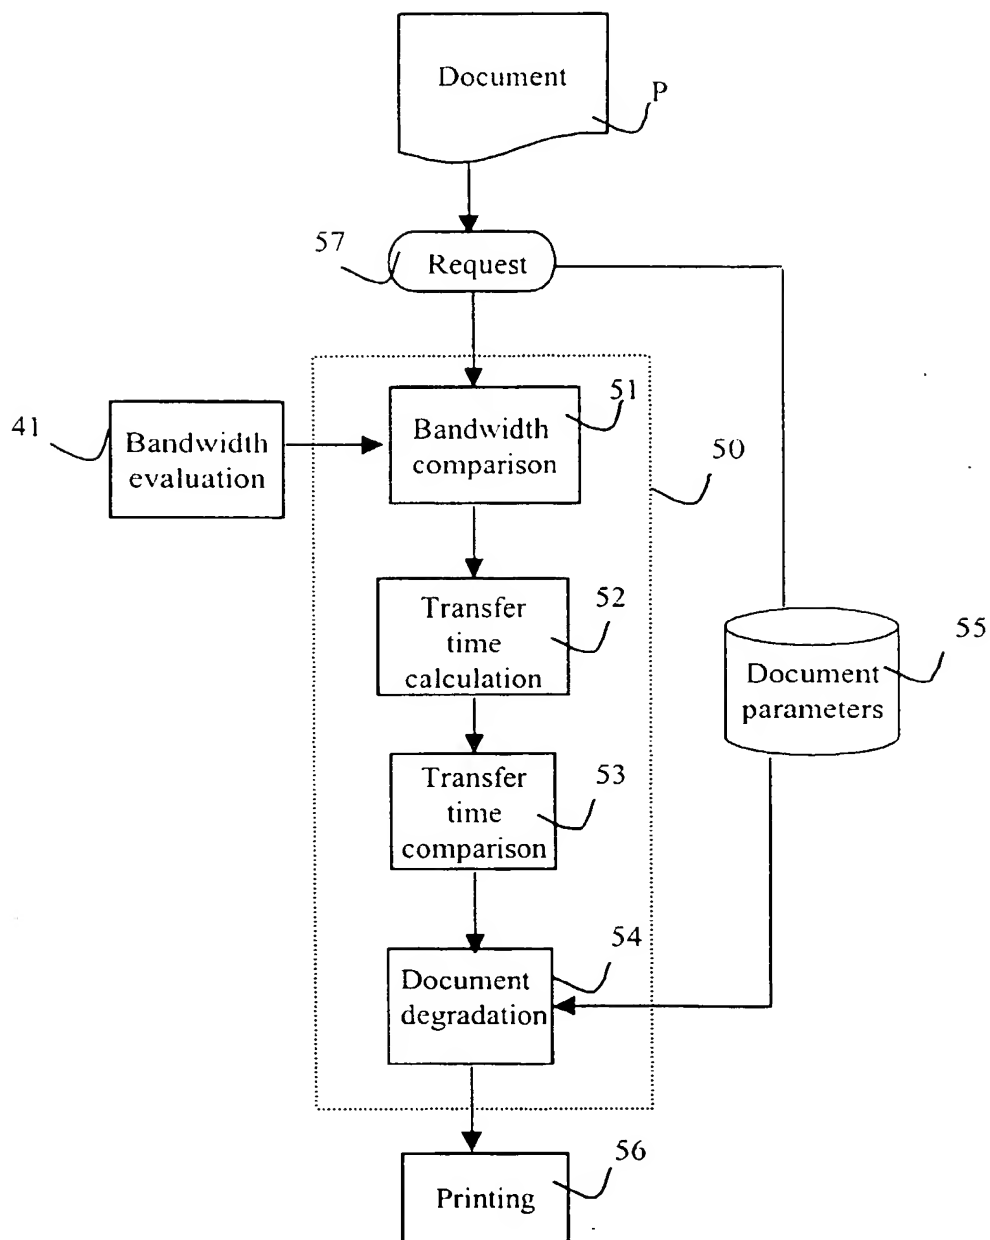 Document
P
57
Request
51
41
Bandwidth
evaluation
Bandwidth
comparison
50
52
Transfer
time
calculation
55
Document
parameters
53
Transfer
time
comparison
54
Document
degradation
56
Printing